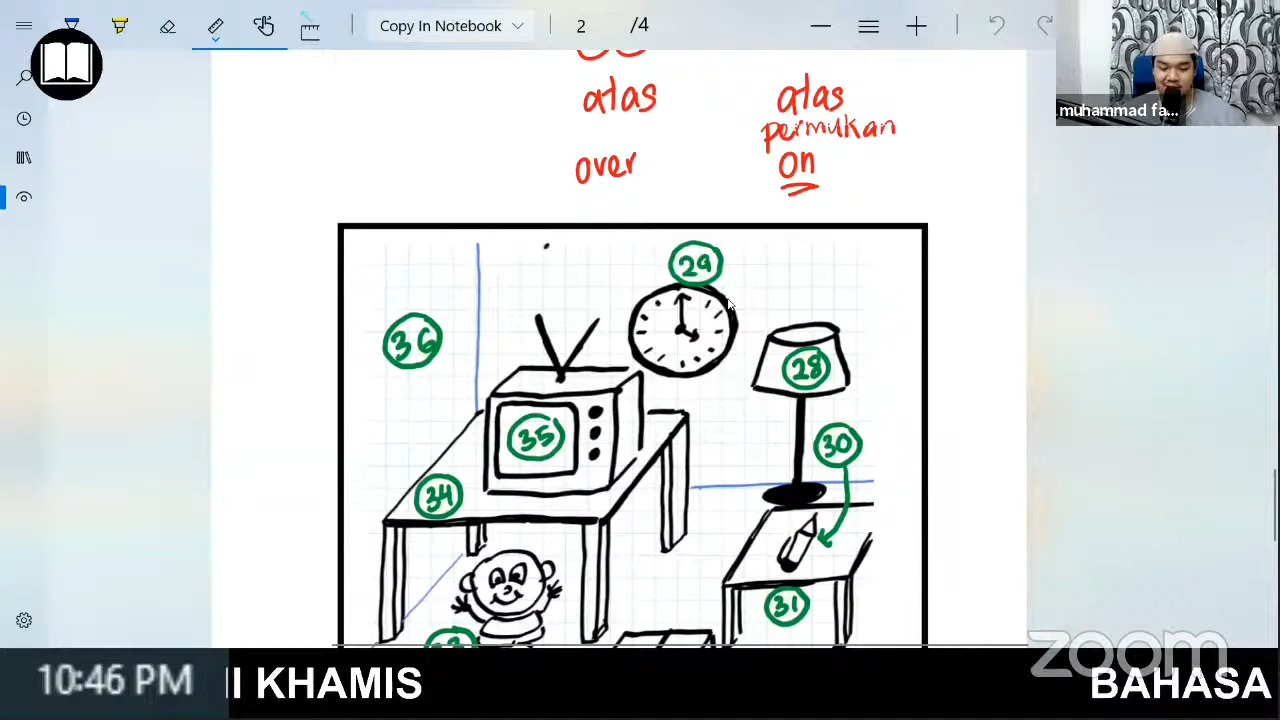 Copy In Notebook
2 /4
muhammad fa...
atas atas
permukan
over on
29
36
28
35
30
34
31
zoom
10:46 PM
I KHAMIS BAHASA